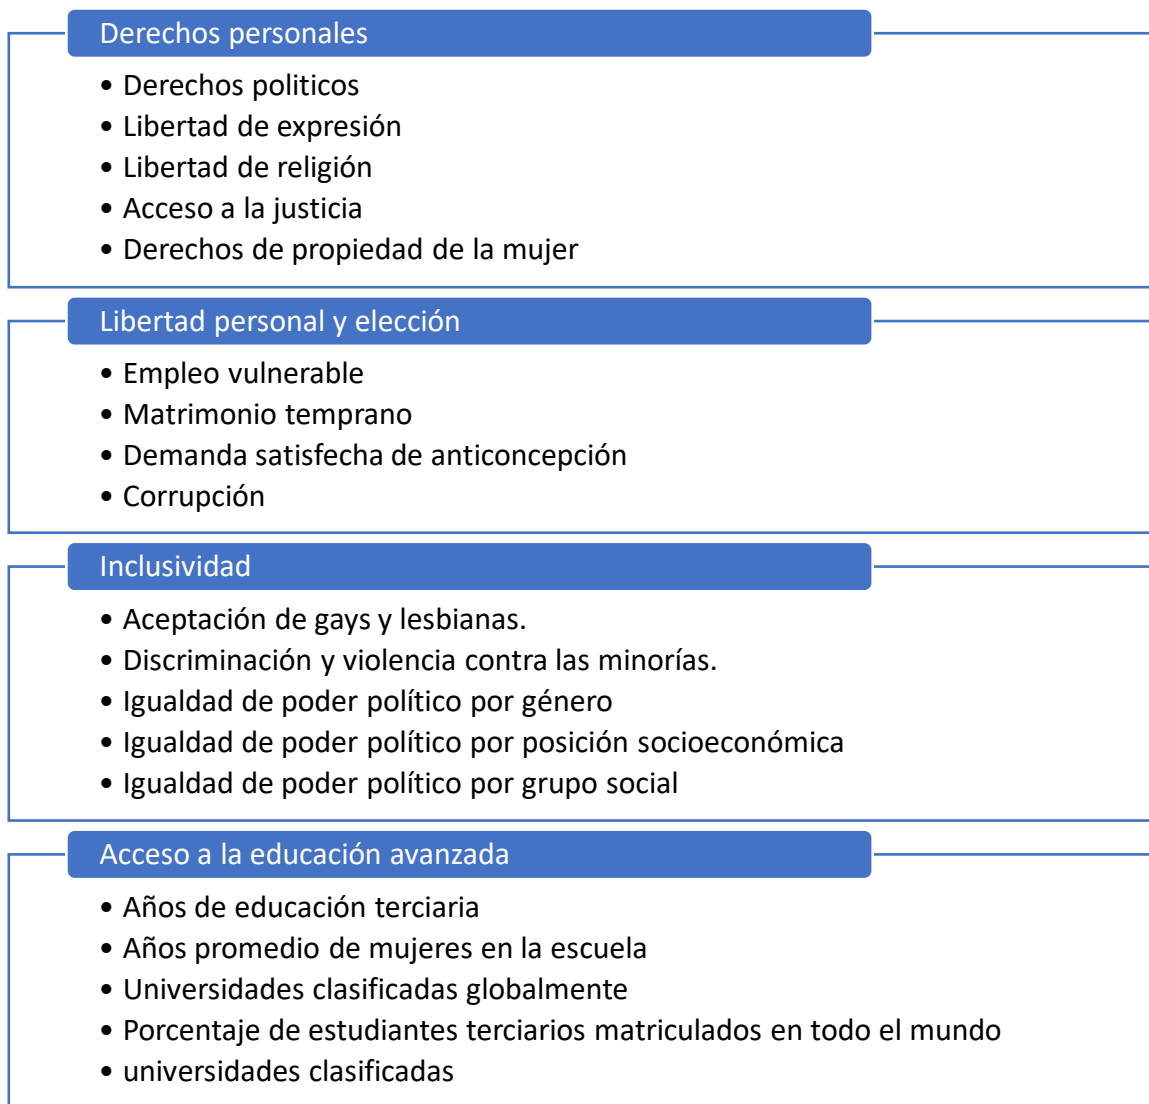 Derechos personales
• Derechos politicos
• Libertad de expresión
• Libertad de religión
• Acceso a la justicia
• Derechos de propiedad de la mujer
Libertad personal y elección
• Empleo vulnerable
• Matrimonio temprano
• Demanda satisfecha de anticoncepción
• Corrupción
Inclusividad
• Aceptación de gays y lesbianas.
• Discriminación y violencia contra las minorías.
• Igualdad de poder político por género
• Igualdad de poder político por posición socioeconómica
• Igualdad de poder político por grupo social
Acceso a la educación avanzada
• Años de educación terciaria
• Años promedio de mujeres en la escuela
• Universidades clasificadas globalmente
• Porcentaje de estudiantes terciarios matriculados en todo el mundo
• universidades clasificadas